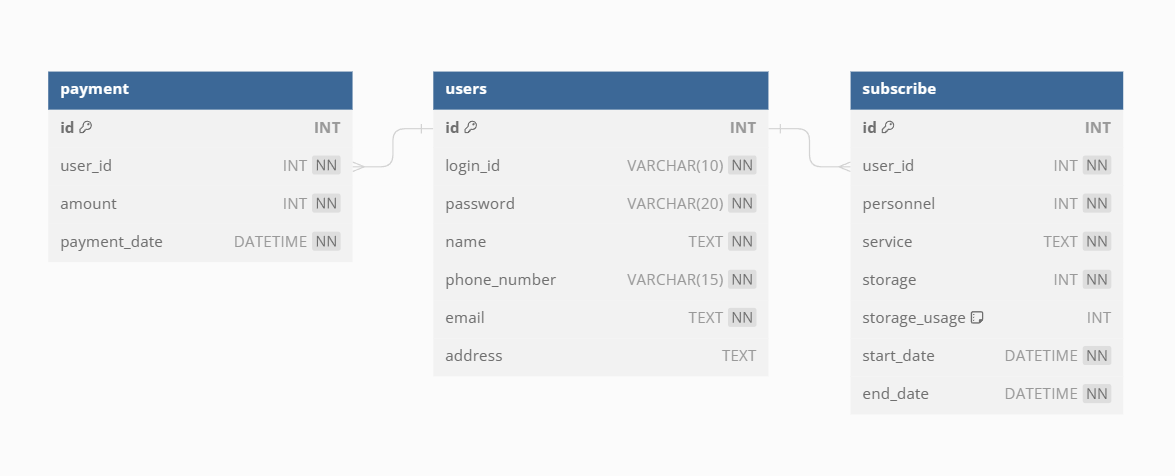 payment
id INT
user_id INT NN
amount INT NN
payment_date DATETIME NN
users
id INT
login_id VARCHAR(10) NN
password VARCHAR(20) NN
name TEXT NN
phone_number VARCHAR(15) NN
email TEXT NN
address TEXT
subscribe
id INT
user_id INT NN
personnel INT NN
service TEXT NN
storage INT NN
storage_usage INT
start_date DATETIME NN
end_date DATETIME NN